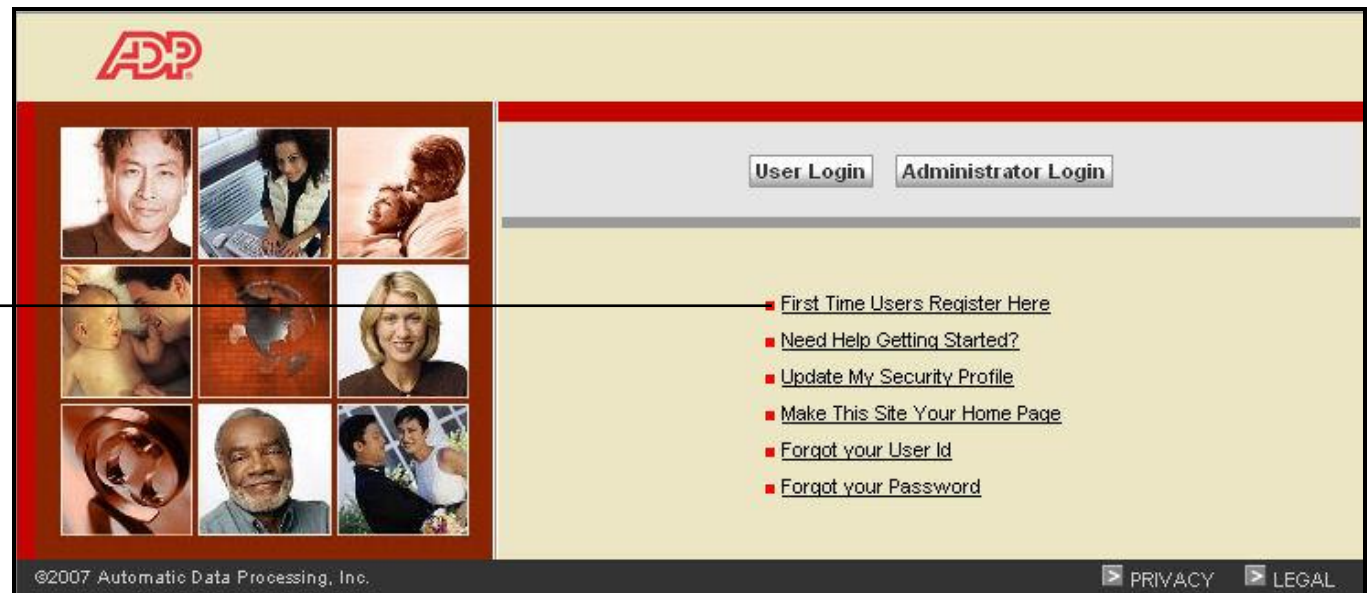 ADP
User Login Administrator Login
First Time Users Register Here
Need Help Getting Started?
Update My Security Profile
Make This Site Your Home Page
Forgot your User Id
Forgot your Password
©2007 Automatic Data Processing, Inc. PRIVACY LEGAL